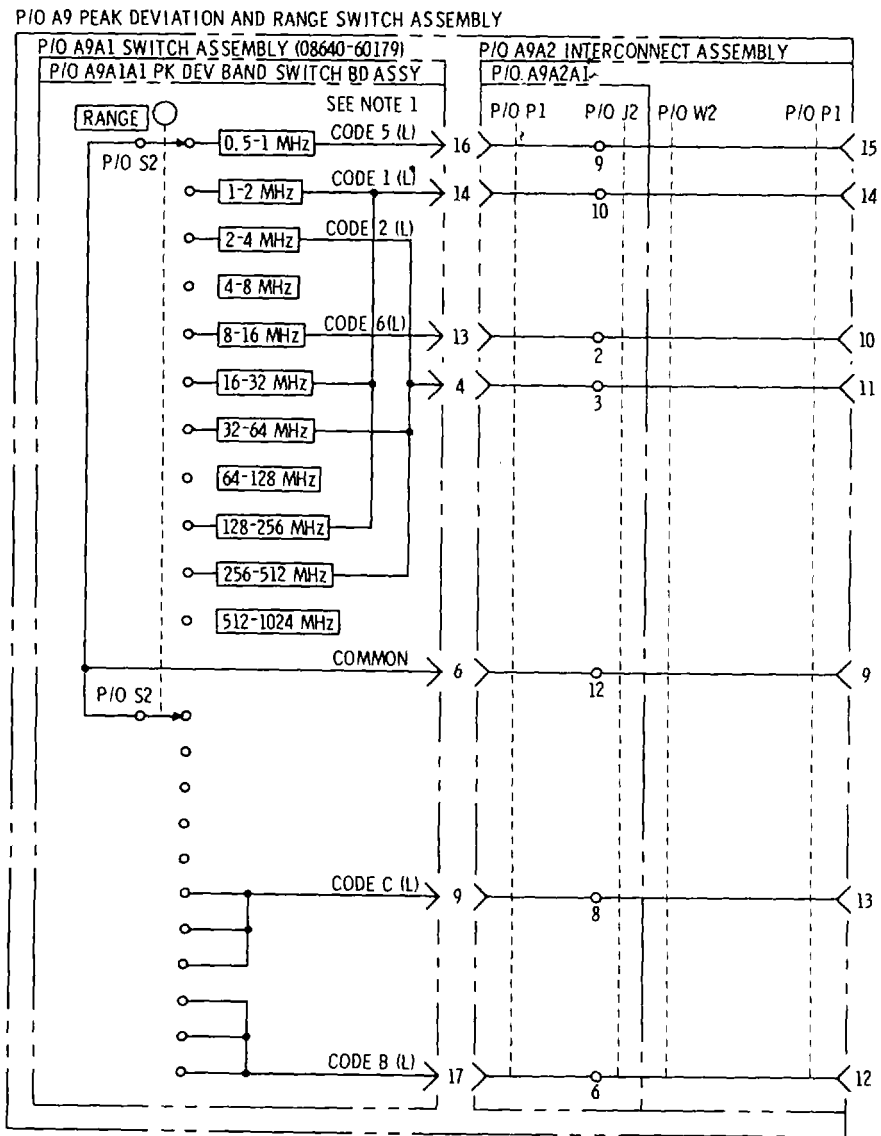 P/O A9 PEAK DEVIATION AND RANGE SWITCH ASSEMBLY
P/O A9A1 SWITCH ASSEMBLY (08640-60179)
P/O A9A1A1 PK DEV BAND SWITCH BD ASSY
P/O A9A2 INTERCONNECT ASSEMBLY
P/O A9A2A1
RANGE
SEE NOTE 1
P/O P1 P/O J2 P/O W2 P/O P1
P/O S2
0.5-1 MHz CODE 5 (L) 16 9 15
1-2 MHz CODE 1 (L) 14 10 14
2-4 MHz CODE 2 (L)
4-8 MHz
8-16 MHz CODE 6(L) 13 2 10
16-32 MHz 4 3 11
32-64 MHz
64-128 MHz
128-256 MHz
256-512 MHz
512-1024 MHz
COMMON 6 12 9
P/O S2
CODE C (L) 9 8 13
CODE B (L) 17 6 12